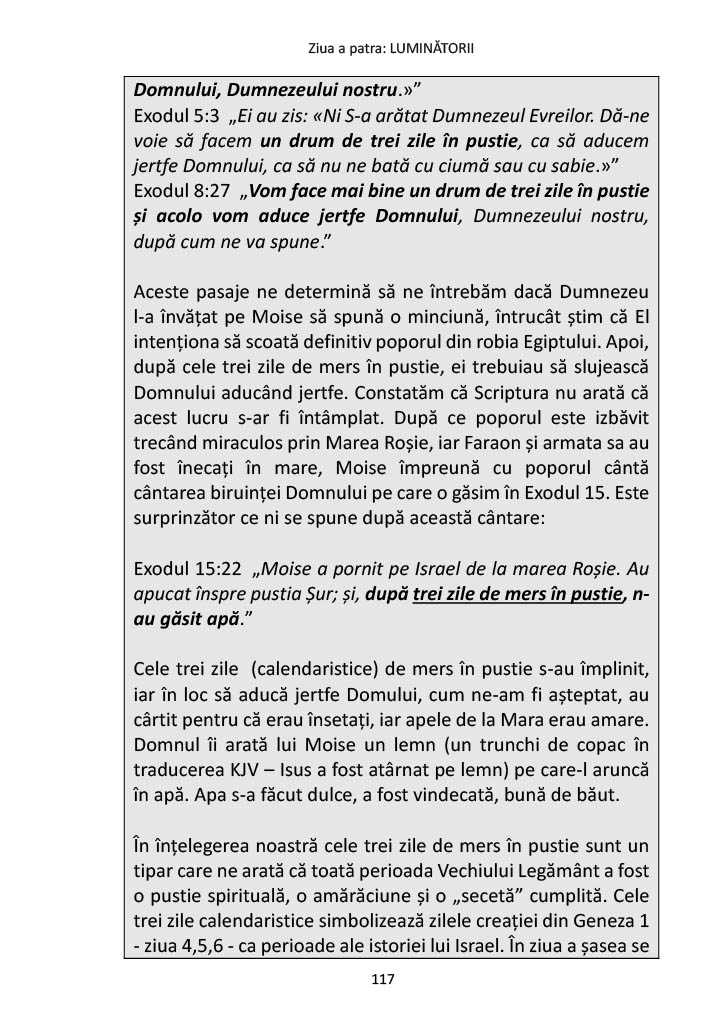 Ziua a patra: LUMINĂTORII
Domnului, Dumnezeului nostru.»”
Exodul 5:3 „Ei au zis: «Ni S-a arătat Dumnezeul Evreilor. Dă-ne
voie să facem un drum de trei zile în pustie, ca să aducem
jertfe Domnului, ca să nu ne bată cu ciumă sau cu sabie.»”
Exodul 8:27 „Vom face mai bine un drum de trei zile în pustie
și acolo vom aduce jertfe Domnului, Dumnezeului nostru,
după cum ne va spune.”
Aceste pasaje ne determină să ne întrebăm dacă Dumnezeu
l-a învățat pe Moise să spună o minciună, întrucât știm că El
intenționa să scoată definitiv poporul din robia Egiptului. Apoi,
după cele trei zile de mers în pustie, ei trebuiau să slujească
Domnului aducând jertfe. Constatăm că Scriptura nu arată că
acest lucru s-ar fi întâmplat. După ce poporul este izbăvit
trecând miraculos prin Marea Roșie, iar Faraon și armata sa au
fost înecați în mare, Moise împreună cu poporul cântă
cântarea biruinței Domnului pe care o găsim în Exodul 15. Este
surprinzător ce ni se spune după această cântare:
Exodul 15:22 „Moise a pornit pe Israel de la marea Roșie. Au
apucat înspre pustia Șur; și, după trei zile de mers în pustie, n-
au găsit apă.”
Cele trei zile (calendaristice) de mers în pustie s-au împlinit,
iar în loc să aducă jertfe Domului, cum ne-am fi așteptat, au
cârtit pentru că erau însetați, iar apele de la Mara erau amare.
Domnul îi arată lui Moise un lemn (un trunchi de copac în
traducerea KJV – Isus a fost atârnat pe lemn) pe care-l aruncă
în apă. Apa s-a făcut dulce, a fost vindecată, bună de băut.
În înțelegerea noastră cele trei zile de mers în pustie sunt un
tipar care ne arată că toată perioada Vechiului Legământ a fost
o pustie spirituală, o amărăciune și o „secetă” cumplită. Cele
trei zile calendaristice simbolizează zilele creației din Geneza 1
- ziua 4,5,6 - ca perioade ale istoriei lui Israel. În ziua a șasea se
117